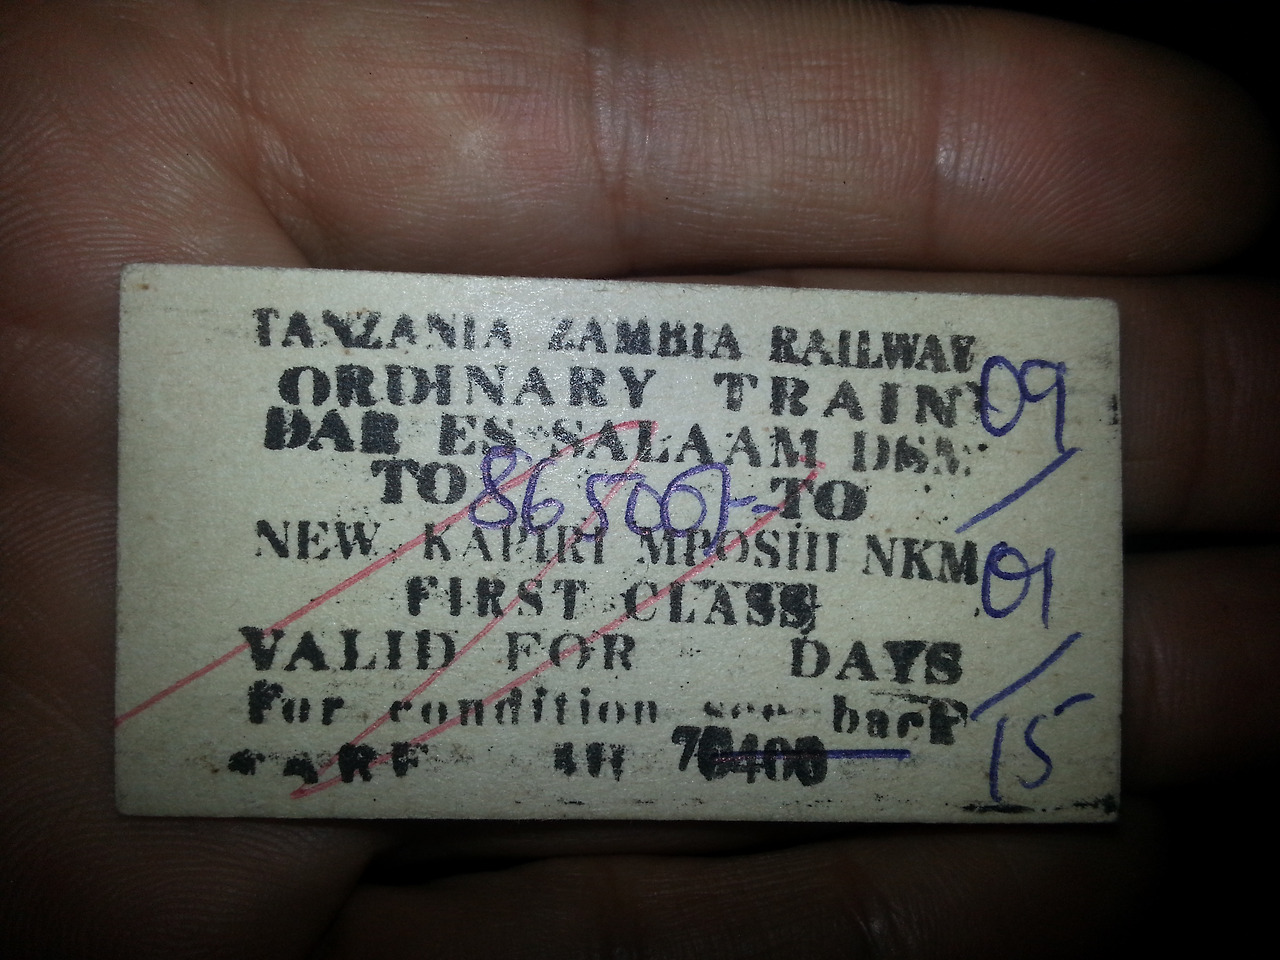 TANZANIA ZAMBIA RAILWAY
ORDINARY TRAIN
DAR ES SALAAM DSM
TO 86500/- TO
NEW KAPIRI MPOSHI NKM
FIRST CLASS
VALID FOR DAYS
For condition see back
09
/
01
/
15